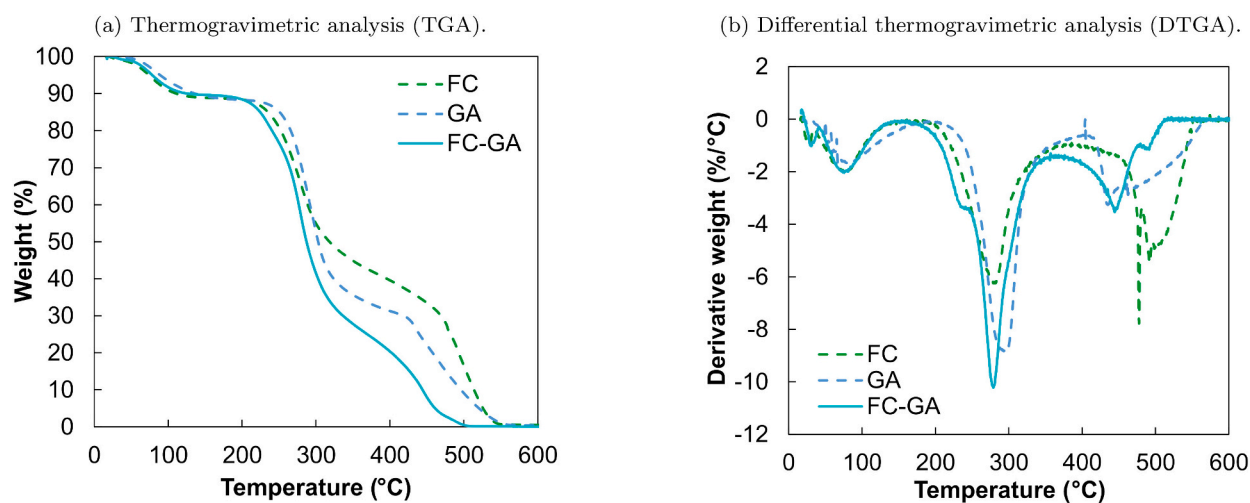 (a) Thermogravimetric analysis (TGA).
100
90
80
70
60
50
40
30
20
10
0
Weight (%)
FC
GA
FC-GA
0 100 200 300 400 500 600
Temperature (°C)
(b) Differential thermogravimetric analysis (DTGA).
2
0
-2
-4
-6
-8
-10
-12
Derivative weight (%/°C)
FC
GA
FC-GA
0 100 200 300 400 500 600
Temperature (°C)